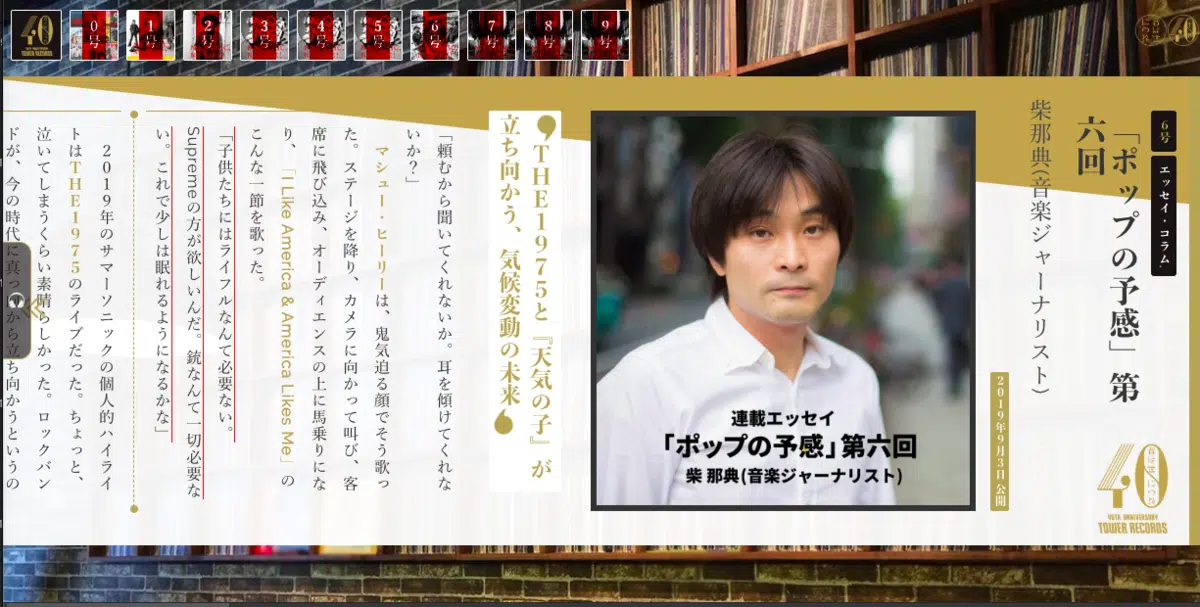 40
TOWER RECORDS
0号
1号
2号
3号
4号
5号
6号
7号
8号
9号
40
6号
エッセイ・コラム
「ポップの予感」第
六回
柴那典(音楽ジャーナリスト)
2019年9月3日 公開
40
40TH ANNIVERSARY
TOWER RECORDS
連載エッセイ
「ポップの予感」第六回
柴 那典(音楽ジャーナリスト)
THE1975と『天気の子』が
立ち向かう、気候変動の未来
「頼むから聞いてくれないか。耳を傾けてくれな
いか？」
マシュー・ヒーリーは、鬼気迫る顔でそう歌っ
た。ステージを降り、カメラに向かって叫び、客
席に飛び込み、オーディエンスの上に馬乗りにな
り、「I Like America & America Likes Me」の
こんな一節を歌った。
「子供たちにはライフルなんて必要ない。
Supremeの方が欲しいんだ。銃なんて一切必要な
い。これで少しは眠れるようになるかな」
2019年のサマーソニックの個人的ハイライ
トはTHE1975のライブだった。ちょっと、
泣いてしまうくらい素晴らしかった。ロックバン
ドが、今の時代に真っ向から立ち向かうというの